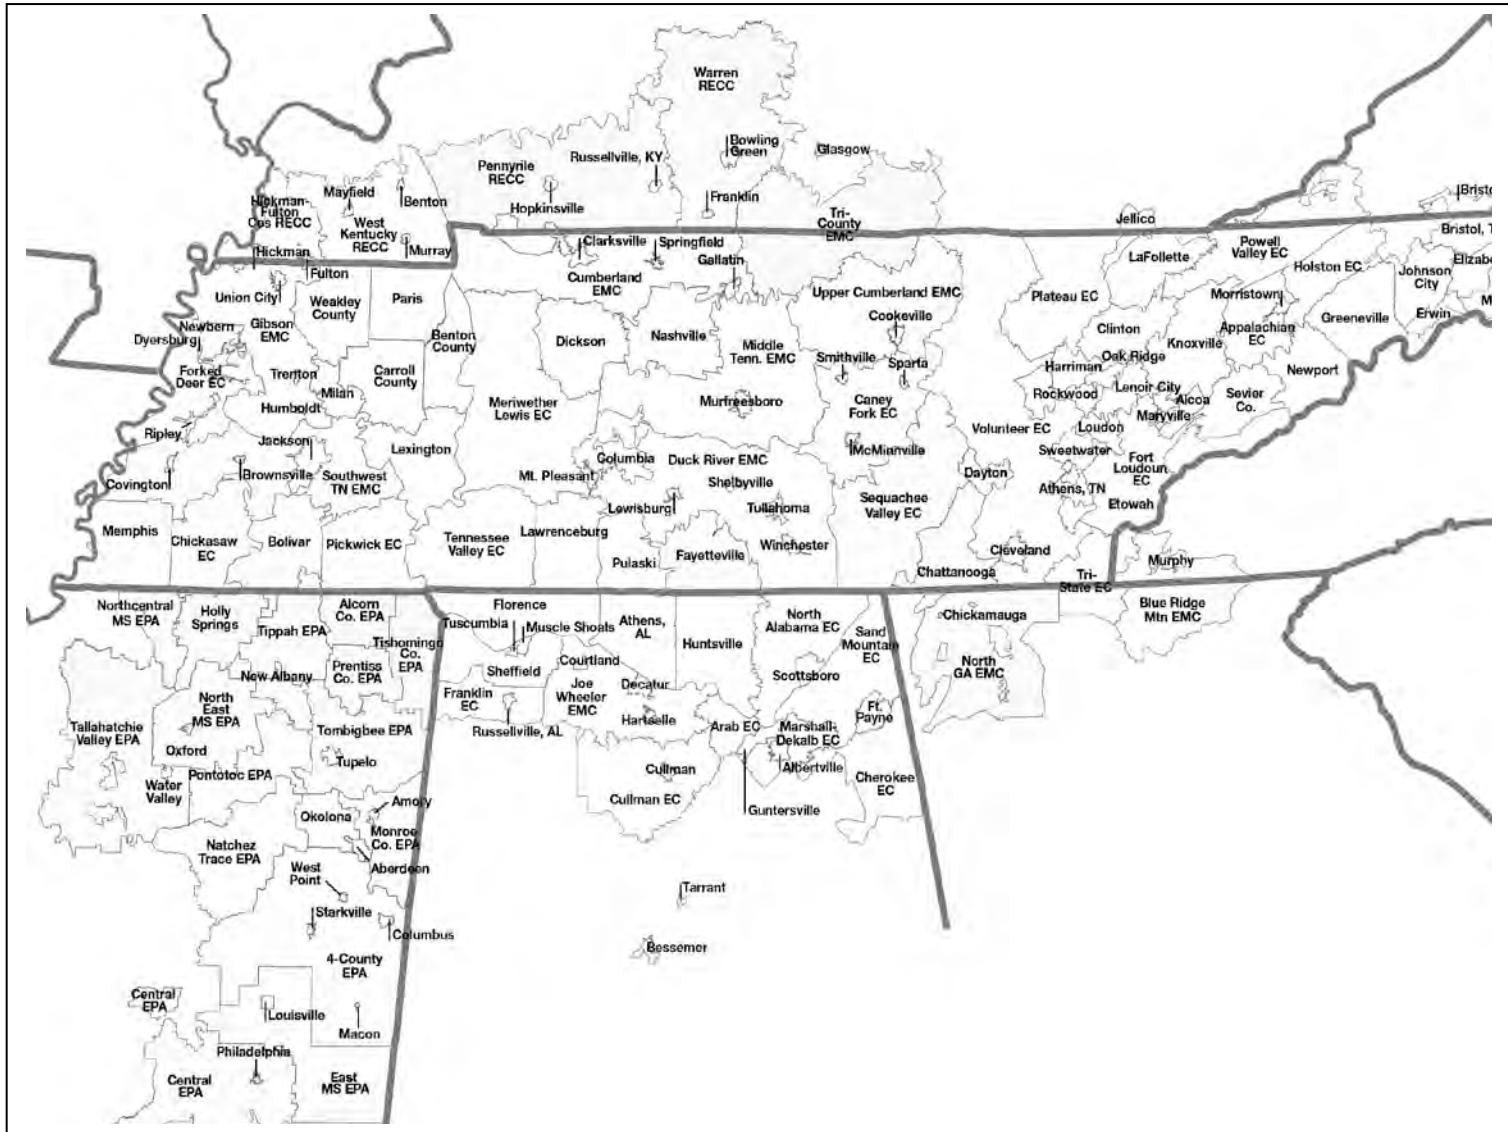 Warren
RECC
Bowling
Green
Glasgow
Russellville, KY
Pennyrile
RECC
Hopkinsville
Franklin
Mayfield
Benton
Hickman-
Fulton
Cos RECC
West
Kentucky
RECC
Murray
Tri-
County
EMC
Jellico
Bristol, T
Hickman
Fulton
Clarksville
Springfield
Gallatin
Cumberland
EMC
LaFollette
Powell
Valley EC
Holston EC
Johnson
City
Union City
Weakley
County
Paris
Upper Cumberland EMC
Plateau EC
Morristown
Erwin
Greeneville
Newbern
Dyersburg
Gibson
EMC
Benton
County
Dickson
Nashville
Middle
Tenn. EMC
Cookeville
Smithville
Sparta
Clinton
Knoxville
Appalachian
EC
Oak Ridge
Harriman
Newport
Forked
Deer EC
Trenton
Carroll
County
Milan
Humboldt
Meriwether
Lewis EC
Murfreesboro
Caney
Fork EC
Rockwood
Lenoir City
Alcoa
Maryville
Sevier
Co.
Ripley
Jackson
Lexington
Volunteer EC
Loudon
Sweetwater
McMinnville
Columbia
Duck River EMC
Mt. Pleasant
Shelbyville
Dayton
Fort
Loudoun
EC
Athens, TN
Etowah
Covington
Brownsville
Southwest
TN EMC
Lewisburg
Tullahoma
Sequachee
Valley EC
Memphis
Chickasaw
EC
Bolivar
Pickwick EC
Tennessee
Valley EC
Lawrenceburg
Pulaski
Fayetteville
Winchester
Cleveland
Chattanooga
Murphy
Tri-
State EC
Northcentral
MS EPA
Holly
Springs
Tippah EPA
Alcorn
Co. EPA
Tishomingo
Co.
EPA
Florence
Tuscumbia
Muscle Shoals
Athens,
AL
Huntsville
North
Alabama EC
Sand
Mountain
EC
Chickamauga
Blue Ridge
Mtn EMC
New Albany
Prentiss
Co. EPA
Sheffield
Courtland
Franklin
EC
Joe
Wheeler
EMC
Decatur
Hartselle
Scottsboro
North
GA EMC
North
East
MS EPA
Tallahatchie
Valley EPA
Oxford
Tombigbee EPA
Russellville, AL
Arab EC
Marshall-
Dekalb EC
Ft.
Payne
Tupelo
Water
Valley
Pontotoc EPA
Cullman
Cullman EC
Albertville
Cherokee
EC
Guntersville
Okolona
Amory
Monroe
Co. EPA
Natchez
Trace EPA
Aberdeen
West
Point
Starkville
Columbus
Tarrant
Bessemer
4-County
EPA
Central
EPA
Louisville
Macon
Philadelphia
Central
EPA
East
MS EPA